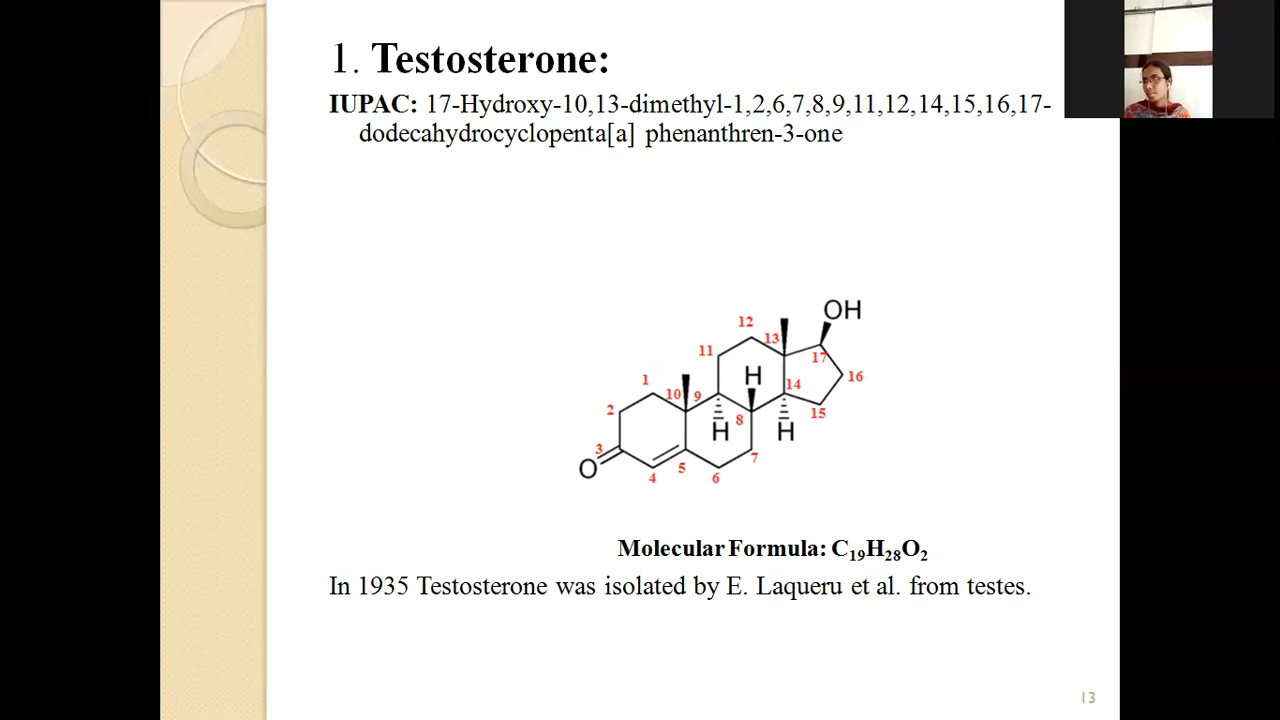 1. Testosterone:
IUPAC: 17-Hydroxy-10,13-dimethyl-1,2,6,7,8,9,11,12,14,15,16,17-
dodecahydrocyclopenta[a] phenanthren-3-one
OH
12
13
11
17
H
16
1
14
10
9
2
15
8
H
H
3
7
O
5
4
6
Molecular Formula: C₁₉H₂₈O₂
In 1935 Testosterone was isolated by E. Laqueru et al. from testes.
13